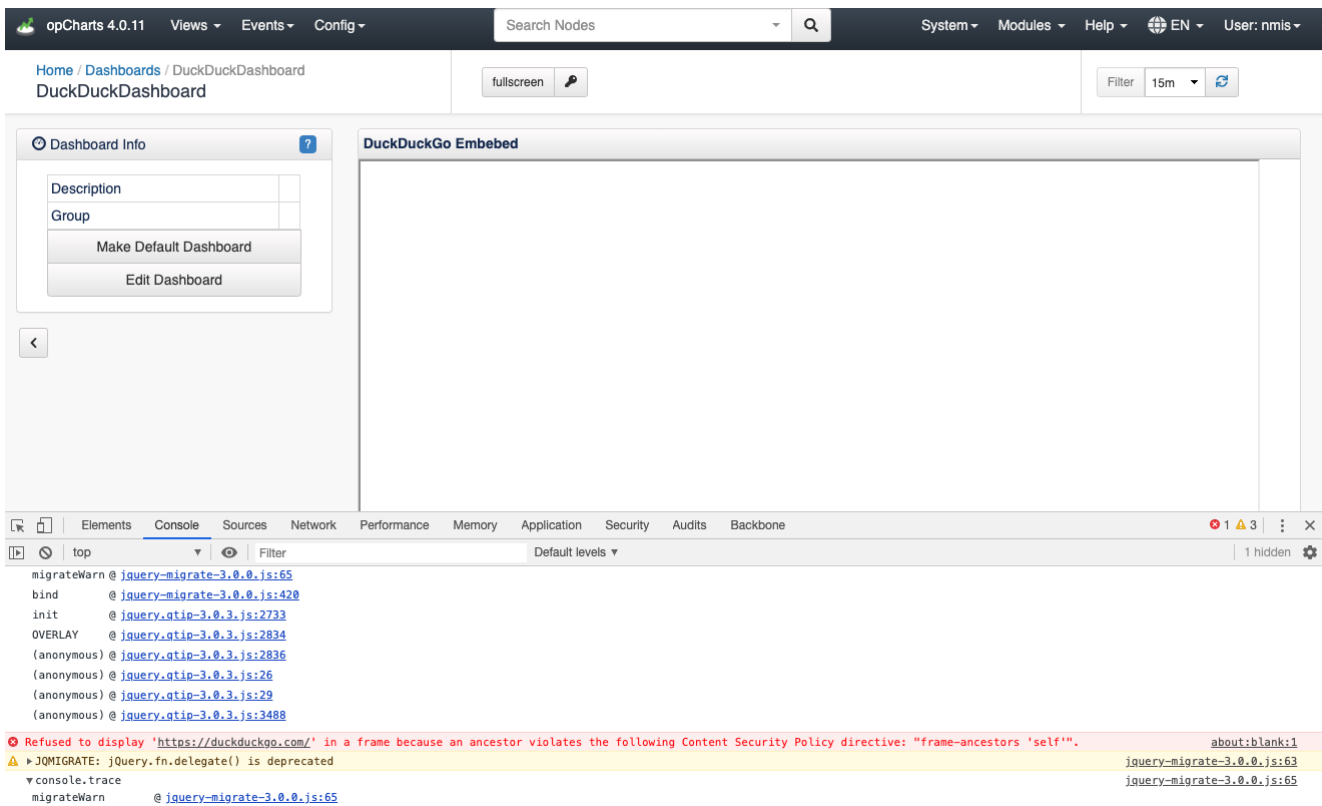 opCharts 4.0.11 Views Events Config Search Nodes System Modules Help EN User: nmis
Home / Dashboards / DuckDuckDashboard
DuckDuckDashboard
fullscreen
Filter 15m
Dashboard Info ?
Description
Group
Make Default Dashboard
Edit Dashboard
DuckDuckGo Embebed
Elements Console Sources Network Performance Memory Application Security Audits Backbone 1 3
top Filter Default levels 1 hidden
migrateWarn @ jquery-migrate-3.0.0.js:65
bind @ jquery-migrate-3.0.0.js:420
init @ jquery.qtip-3.0.3.js:2733
OVERLAY @ jquery.qtip-3.0.3.js:2834
(anonymous) @ jquery.qtip-3.0.3.js:2836
(anonymous) @ jquery.qtip-3.0.3.js:26
(anonymous) @ jquery.qtip-3.0.3.js:29
(anonymous) @ jquery.qtip-3.0.3.js:3488
Refused to display 'https://duckduckgo.com/' in a frame because an ancestor violates the following Content Security Policy directive: "frame-ancestors 'self'". about:blank:1
JQMIGRATE: jQuery.fn.delegate() is deprecated jquery-migrate-3.0.0.js:63
console.trace jquery-migrate-3.0.0.js:65
migrateWarn @ jquery-migrate-3.0.0.js:65